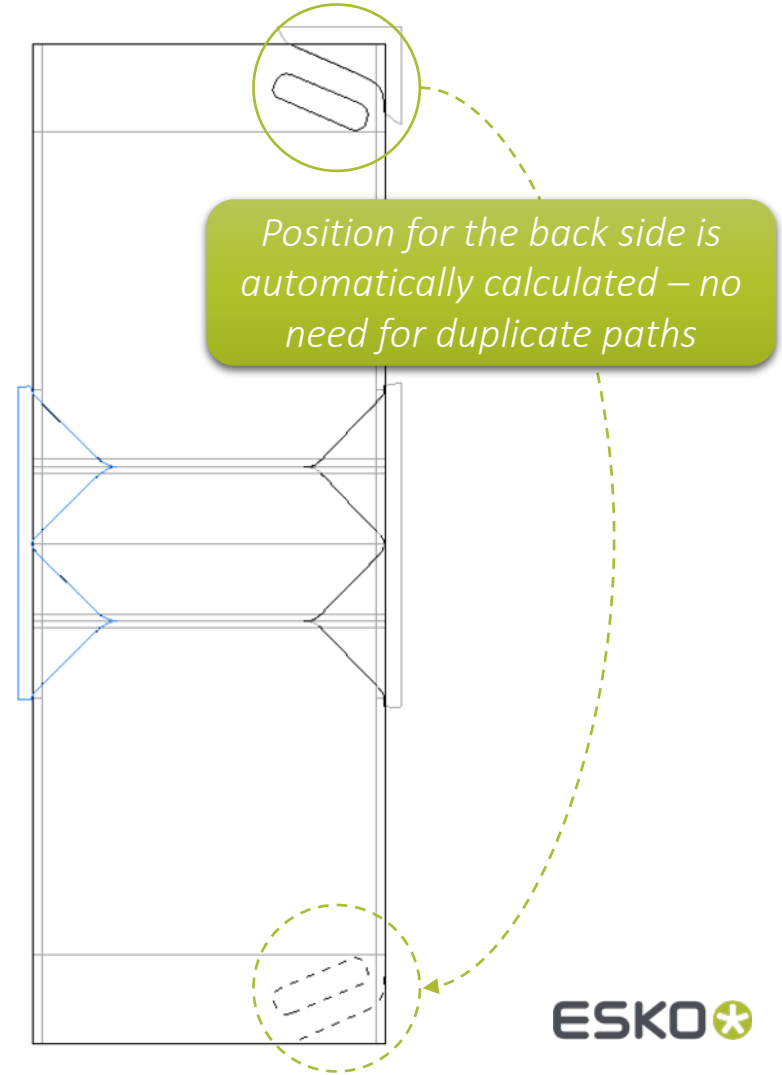 Position for the back side is
automatically calculated – no
need for duplicate paths
ESKO